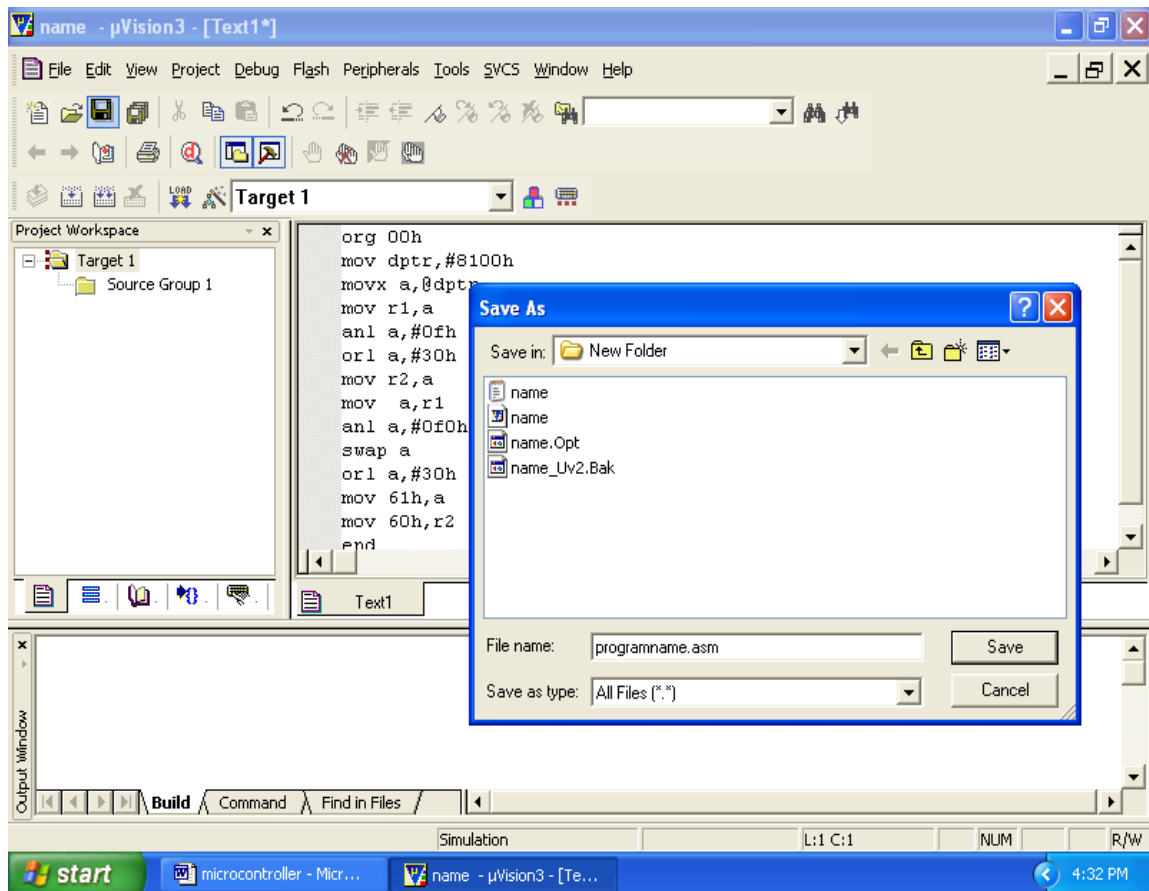 name - µVision3 - [Text1*]
File Edit View Project Debug Flash Peripherals Tools SVCS Window Help
LOAD Target 1
Project Workspace
Target 1
Source Group 1
org 00h
mov dptr,#8100h
movx a,@dptr
mov r1,a
anl a,#0fh
orl a,#30h
mov r2,a
mov  a,r1
anl a,#0f0h
swap a
orl a,#30h
mov 61h,a
mov 60h,r2
end
Text1
Save As
Save in: New Folder
name
name
name.Opt
name_Uv2.Bak
File name: programname.asm Save
Save as type: All Files (*.*) Cancel
Output Window
Build Command Find in Files
Simulation L:1 C:1 NUM R/W
start microcontroller - Micr... name - µVision3 - [Te... 4:32 PM